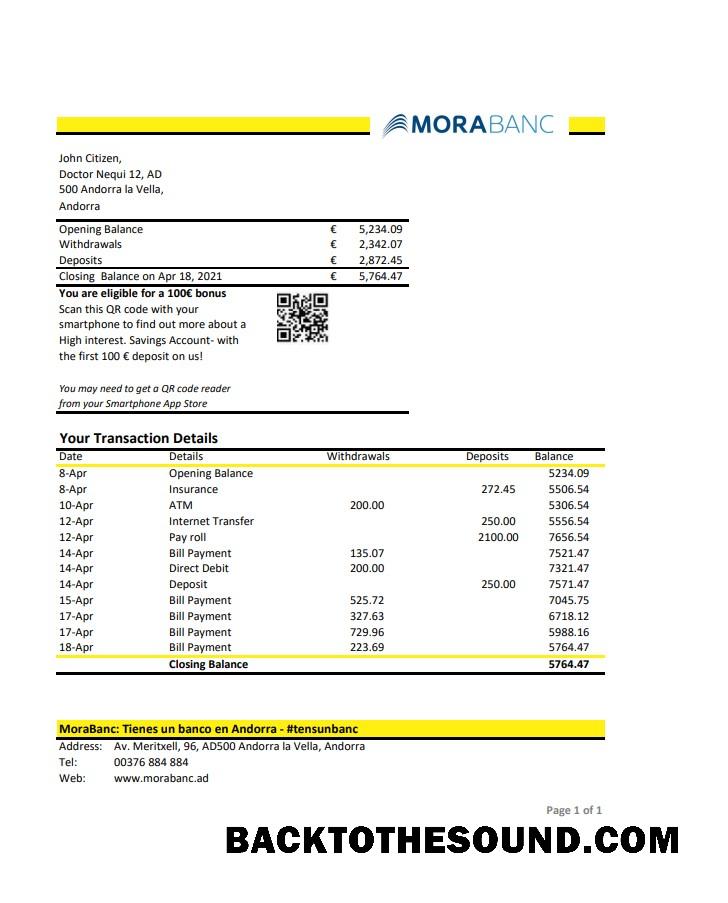 MORABANC
John Citizen,
Doctor Nequi 12, AD
500 Andorra la Vella,
Andorra
Opening Balance € 5,234.09
Withdrawals € 2,342.07
Deposits € 2,872.45
Closing Balance on Apr 18, 2021 € 5,764.47
You are eligible for a 100€ bonus
Scan this QR code with your
smartphone to find out more about a
High interest. Savings Account- with
the first 100 € deposit on us!
You may need to get a QR code reader
from your Smartphone App Store
Your Transaction Details
Date Details Withdrawals Deposits Balance
8-Apr Opening Balance 5234.09
8-Apr Insurance 272.45 5506.54
10-Apr ATM 200.00 5306.54
12-Apr Internet Transfer 250.00 5556.54
12-Apr Pay roll 2100.00 7656.54
14-Apr Bill Payment 135.07 7521.47
14-Apr Direct Debit 200.00 7321.47
14-Apr Deposit 250.00 7571.47
15-Apr Bill Payment 525.72 7045.75
17-Apr Bill Payment 327.63 6718.12
17-Apr Bill Payment 729.96 5988.16
18-Apr Bill Payment 223.69 5764.47
Closing Balance 5764.47
MoraBanc: Tienes un banco en Andorra - #tensunbanc
Address: Av. Meritxell, 96, AD500 Andorra la Vella, Andorra
Tel: 00376 884 884
Web: www.morabanc.ad
Page 1 of 1
BACKTOTHESOUND.COM